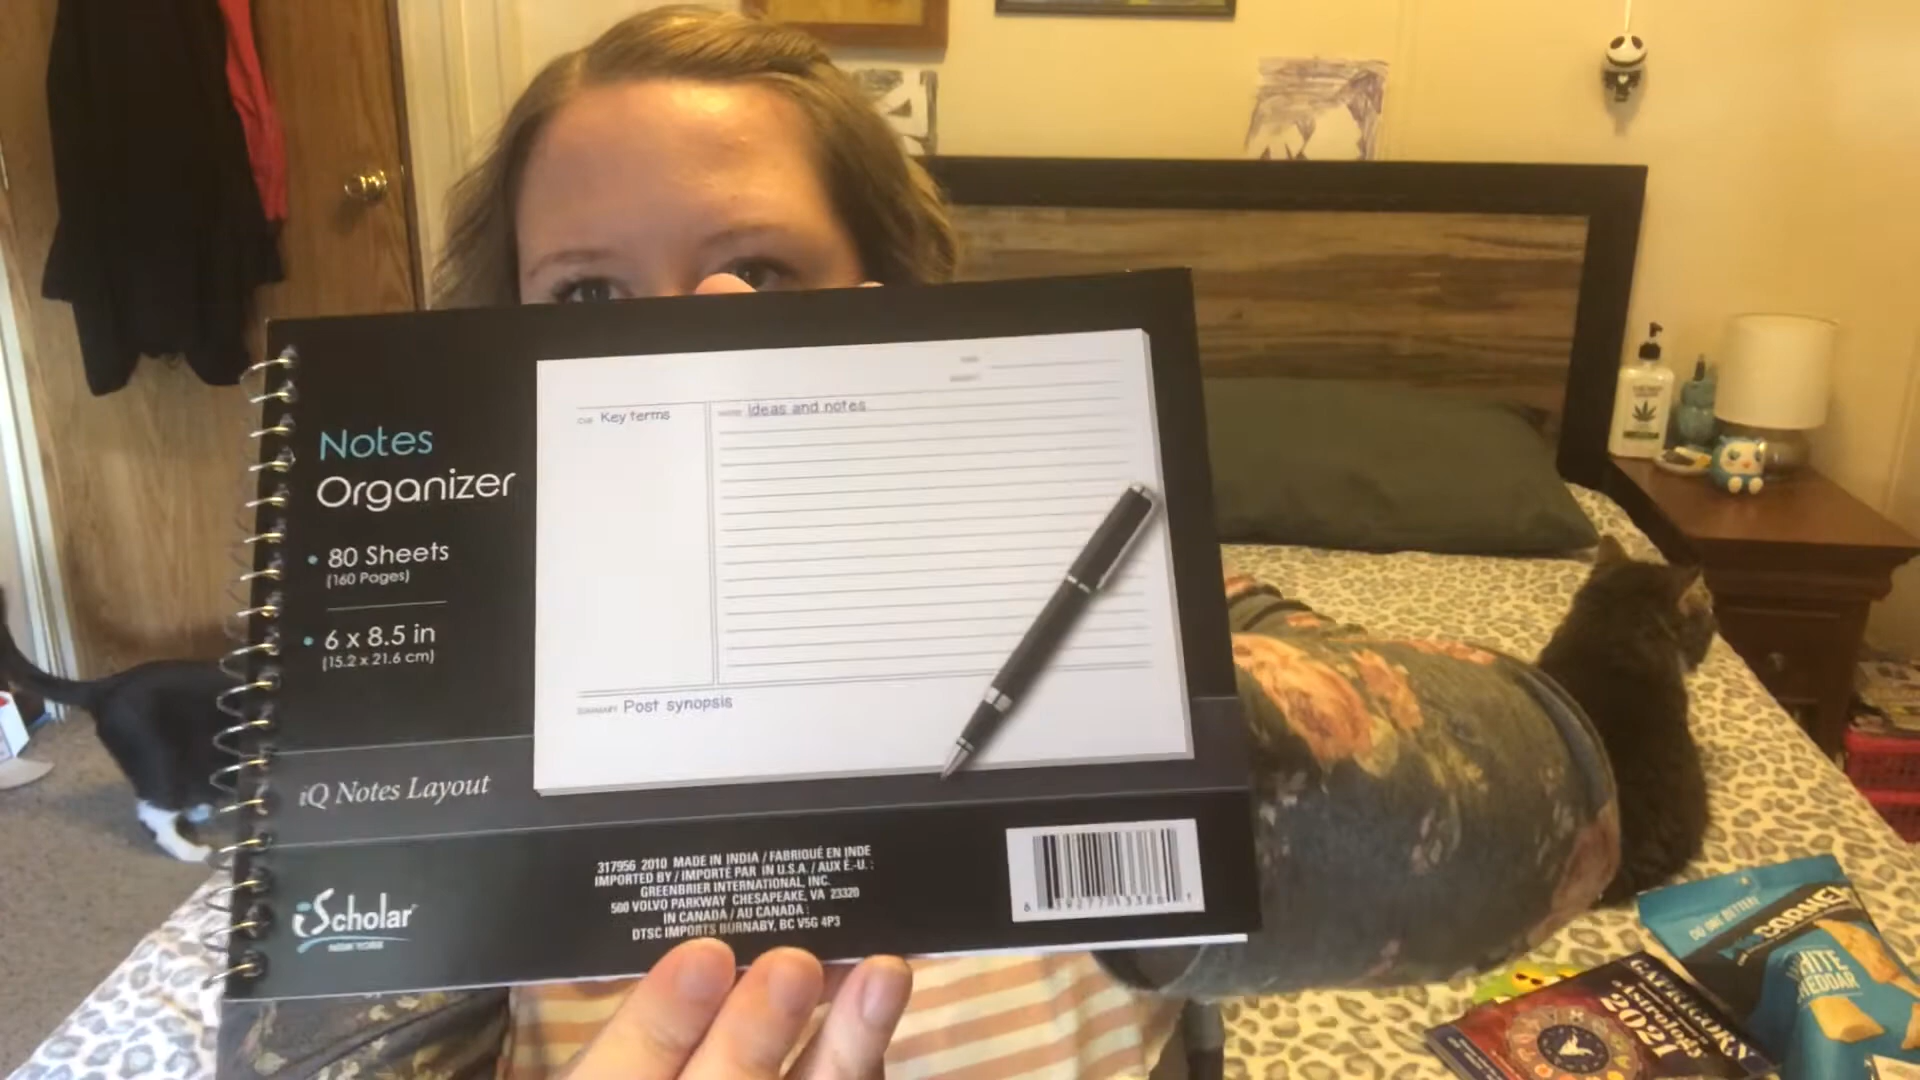 Notes
Organizer
• 80 Sheets
(160 Pages)
• 6 x 8.5 in
(15.2 x 21.6 cm)
iQ Notes Layout
iScholar
NEW YORK
Key terms
Ideas and notes
SUMMARY Post synopsis
317956 2010 MADE IN INDIA / FABRIQUÉ EN INDE
IMPORTED BY / IMPORTÉ PAR IN U.S.A. / AUX É.-U. :
GREENBRIER INTERNATIONAL, INC.
500 VOLVO PARKWAY CHESAPEAKE, VA 23320
IN CANADA / AU CANADA :
DTSC IMPORTS BURNABY, BC V5G 4P3
CAPRICORN
2021
WHITE
CHEDDAR